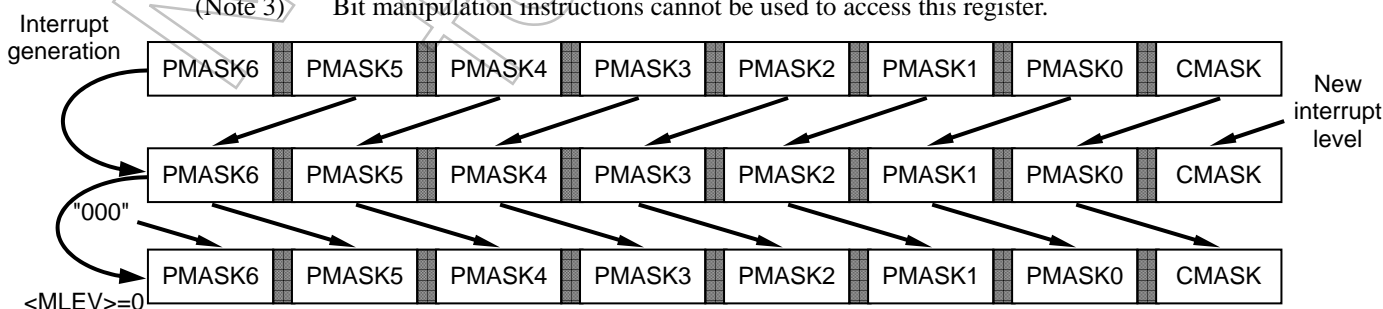 (Note 3) Bit manipulation instructions cannot be used to access this register.
Interrupt
generation
PMASK6 PMASK5 PMASK4 PMASK3 PMASK2 PMASK1 PMASK0 CMASK
New
interrupt
level
PMASK6 PMASK5 PMASK4 PMASK3 PMASK2 PMASK1 PMASK0 CMASK
"000"
PMASK6 PMASK5 PMASK4 PMASK3 PMASK2 PMASK1 PMASK0 CMASK
<MLEV>=0